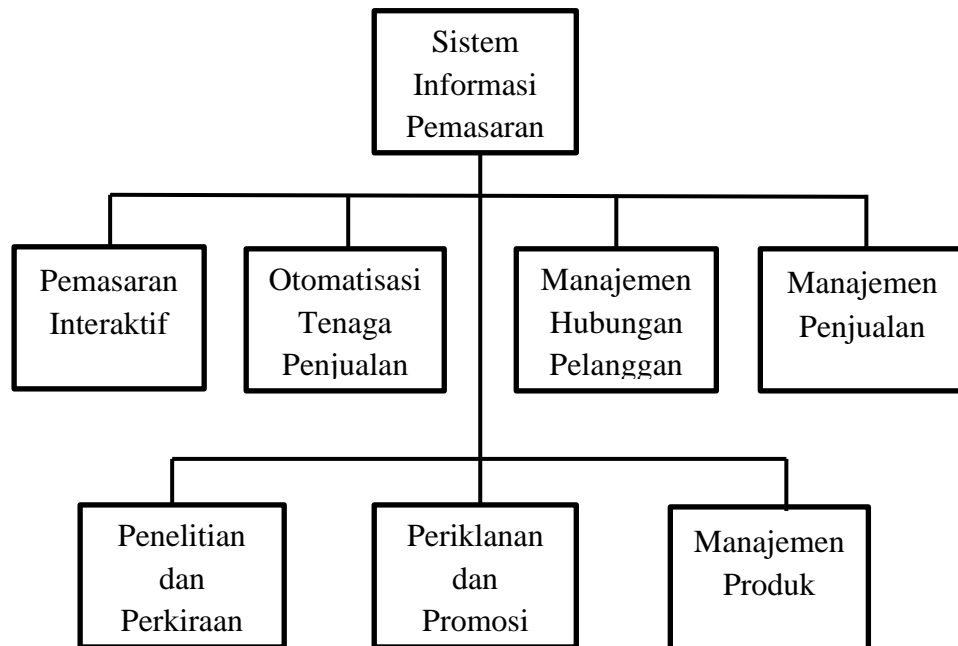 Sistem
Informasi
Pemasaran
Pemasaran
Interaktif
Otomatisasi
Tenaga
Penjualan
Manajemen
Hubungan
Pelanggan
Manajemen
Penjualan
Penelitian
dan
Perkiraan
Periklanan
dan
Promosi
Manajemen
Produk